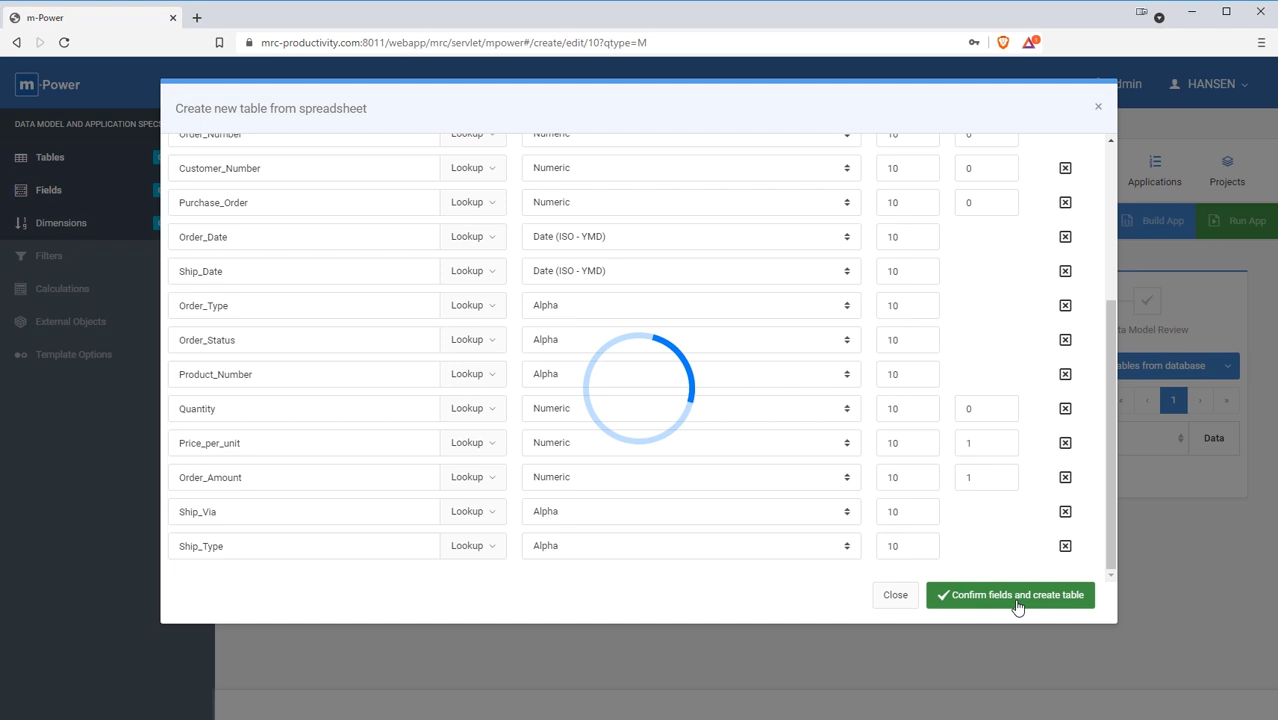 m-Power
mrc-productivity.com:8011/webapp/mrc/servlet/mpower#/create/edit/10?qtype=M
m-Power
dmin HANSEN
DATA MODEL AND APPLICATION SPECS
Tables
Fields
Dimensions
Filters
Calculations
External Objects
Template Options
Create new table from spreadsheet
×
Order_Number Lookup Numeric 10 0
Customer_Number Lookup Numeric 10 0
Purchase_Order Lookup Numeric 10 0
Order_Date Lookup Date (ISO - YMD) 10
Ship_Date Lookup Date (ISO - YMD) 10
Order_Type Lookup Alpha 10
Order_Status Lookup Alpha 10
Product_Number Lookup Alpha 10
Quantity Lookup Numeric 10 0
Price_per_unit Lookup Numeric 10 1
Order_Amount Lookup Numeric 10 1
Ship_Via Lookup Alpha 10
Ship_Type Lookup Alpha 10
Close Confirm fields and create table
Applications Projects
Build App Run App
ata Model Review
ables from database
« ‹ 1 › »
Data